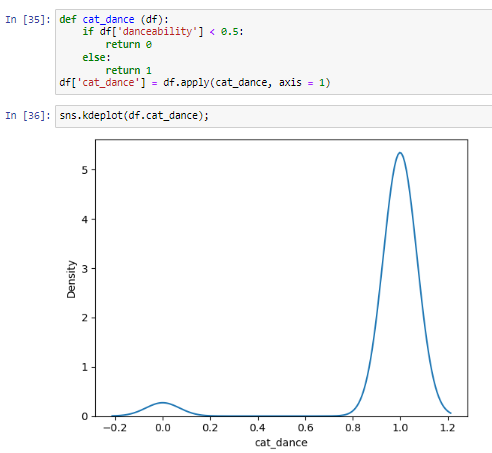 In [35]: def cat_dance (df):
    if df['danceability'] < 0.5:
        return 0
    else:
        return 1
df['cat_dance'] = df.apply(cat_dance, axis = 1)
In [36]: sns.kdeplot(df.cat_dance);
5
4
3
2
1
0
Density
−0.2 0.0 0.2 0.4 0.6 0.8 1.0 1.2
cat_dance